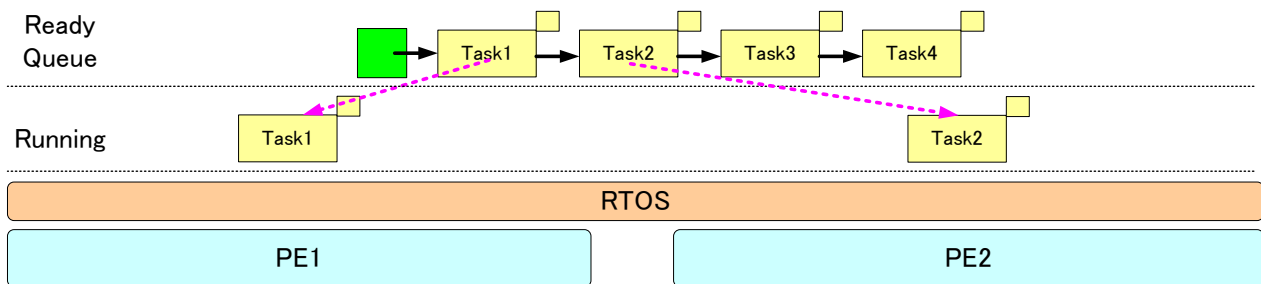 Ready
Queue
Task1
Task2
Task3
Task4
Running
Task1
Task2
RTOS
PE1
PE2